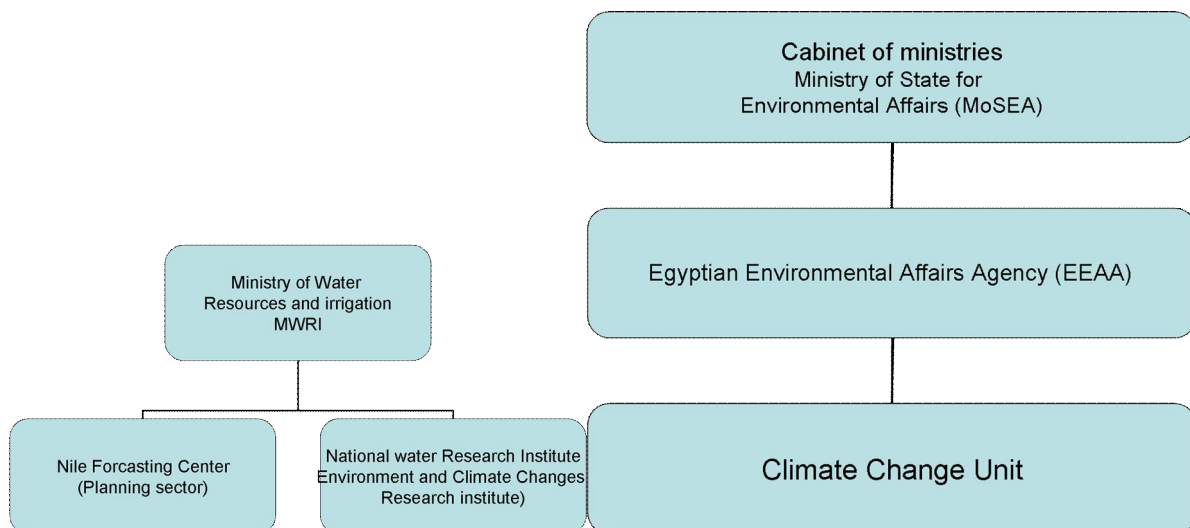 Cabinet of ministries
Ministry of State for
Environmental Affairs (MoSEA)
Egyptian Environmental Affairs Agency (EEAA)
Climate Change Unit
Ministry of Water
Resources and irrigation
MWRI
Nile Forcasting Center
(Planning sector)
National water Research Institute
Environment and Climate Changes
Research institute)